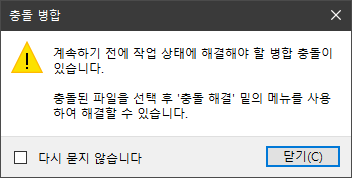 충돌 병합
계속하기 전에 작업 상태에 해결해야 할 병합 충돌이
있습니다.
충돌된 파일을 선택 후 '충돌 해결' 밑의 메뉴를 사용
하여 해결할 수 있습니다.
다시 묻지 않습니다
닫기(C)